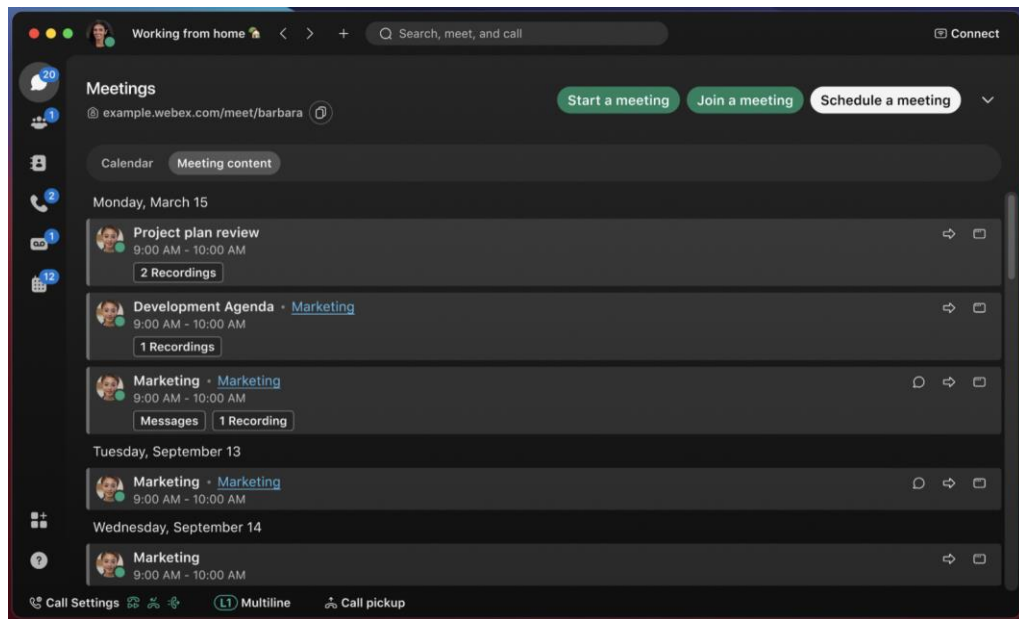 Working from home
Search, meet, and call
Connect
20
Meetings
Start a meeting
Join a meeting
Schedule a meeting
example.webex.com/meet/barbara
1
Calendar
Meeting content
2
Monday, March 15
Project plan review
9:00 AM - 10:00 AM
1
2 Recordings
12
Development Agenda • Marketing
9:00 AM - 10:00 AM
1 Recordings
Marketing • Marketing
9:00 AM - 10:00 AM
Messages
1 Recording
Tuesday, September 13
Marketing • Marketing
9:00 AM - 10:00 AM
Wednesday, September 14
Marketing
9:00 AM - 10:00 AM
Call Settings
L1 Multiline
Call pickup